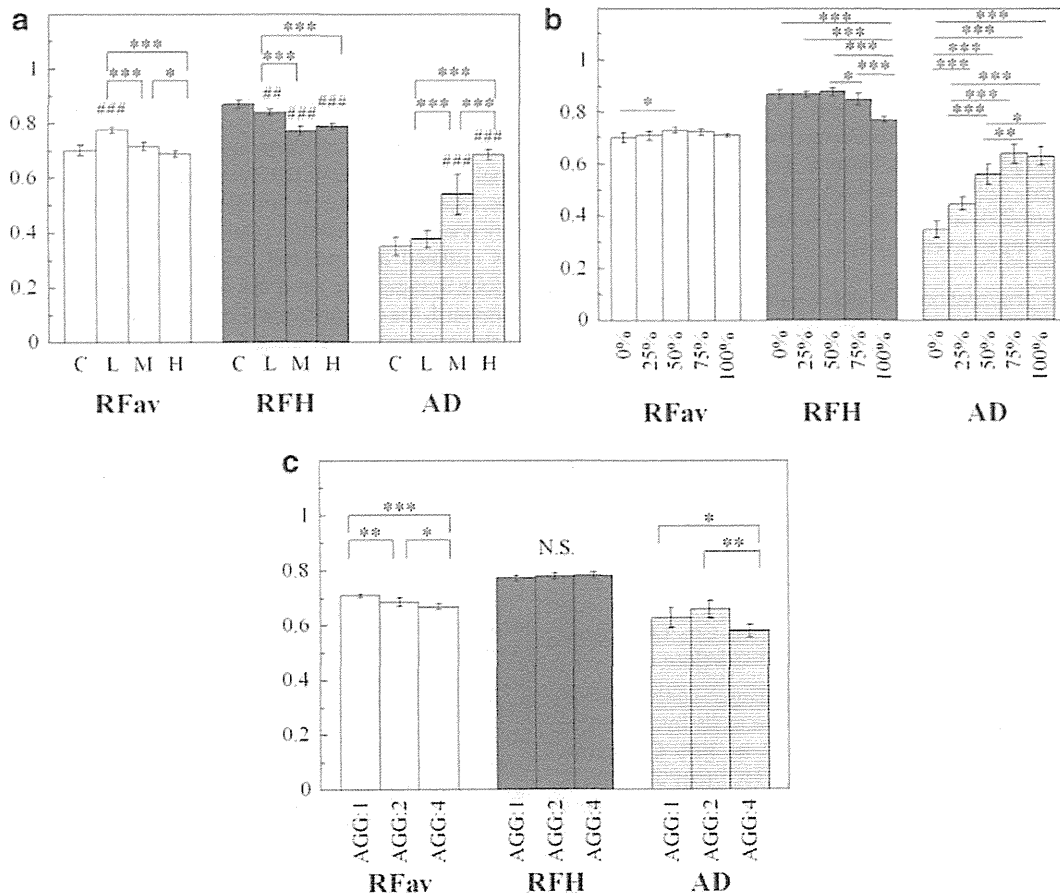 a
*** ***
*** * *** ***
### ## ### ### *** ***
### ###
1
0.8
0.6
0.4
0.2
0
C L M H C L M H C L M H
RFav RFH AD
b
*** ***
*** ***
*** ***
*** ***
* ***
* ***
*** *
**
1
0.8
0.6
0.4
0.2
0
0% 25% 50% 75% 100% 0% 25% 50% 75% 100% 0% 25% 50% 75% 100%
RFav RFH AD
c
*** *
** * N.S. **
1
0.8
0.6
0.4
0.2
0
AGG:1 AGG:2 AGG:4 AGG:1 AGG:2 AGG:4 AGG:1 AGG:2 AGG:4
RFav RFH AD